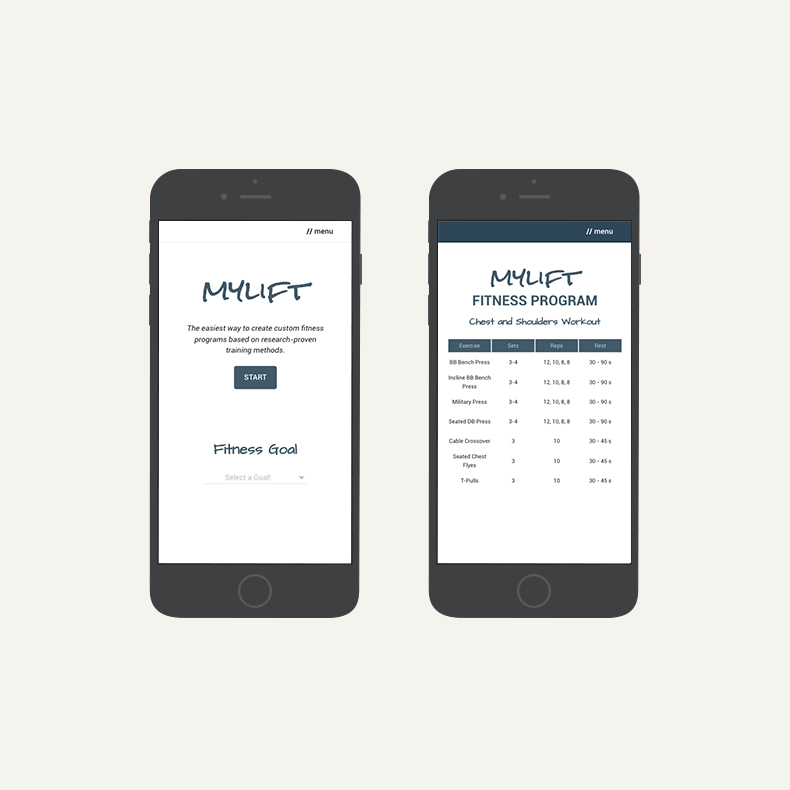 // menu
MYLIFT
The easiest way to create custom fitness
programs based on research-proven
training methods.
START
Fitness Goal
Select a Goal!
// menu
MYLIFT
FITNESS PROGRAM
Chest and Shoulders Workout
Exercise Sets Reps Rest
BB Bench Press 3-4 12, 10, 8, 8 30 - 90 s
Incline BB Bench
Press 3-4 12, 10, 8, 8 30 - 90 s
Military Press 3-4 12, 10, 8, 8 30 - 90 s
Seated DB Press 3-4 12, 10, 8, 8 30 - 90 s
Cable Crossover 3 10 30 - 45 s
Seated Chest
Flyes 3 10 30 - 45 s
T-Pulls 3 10 30 - 45 s